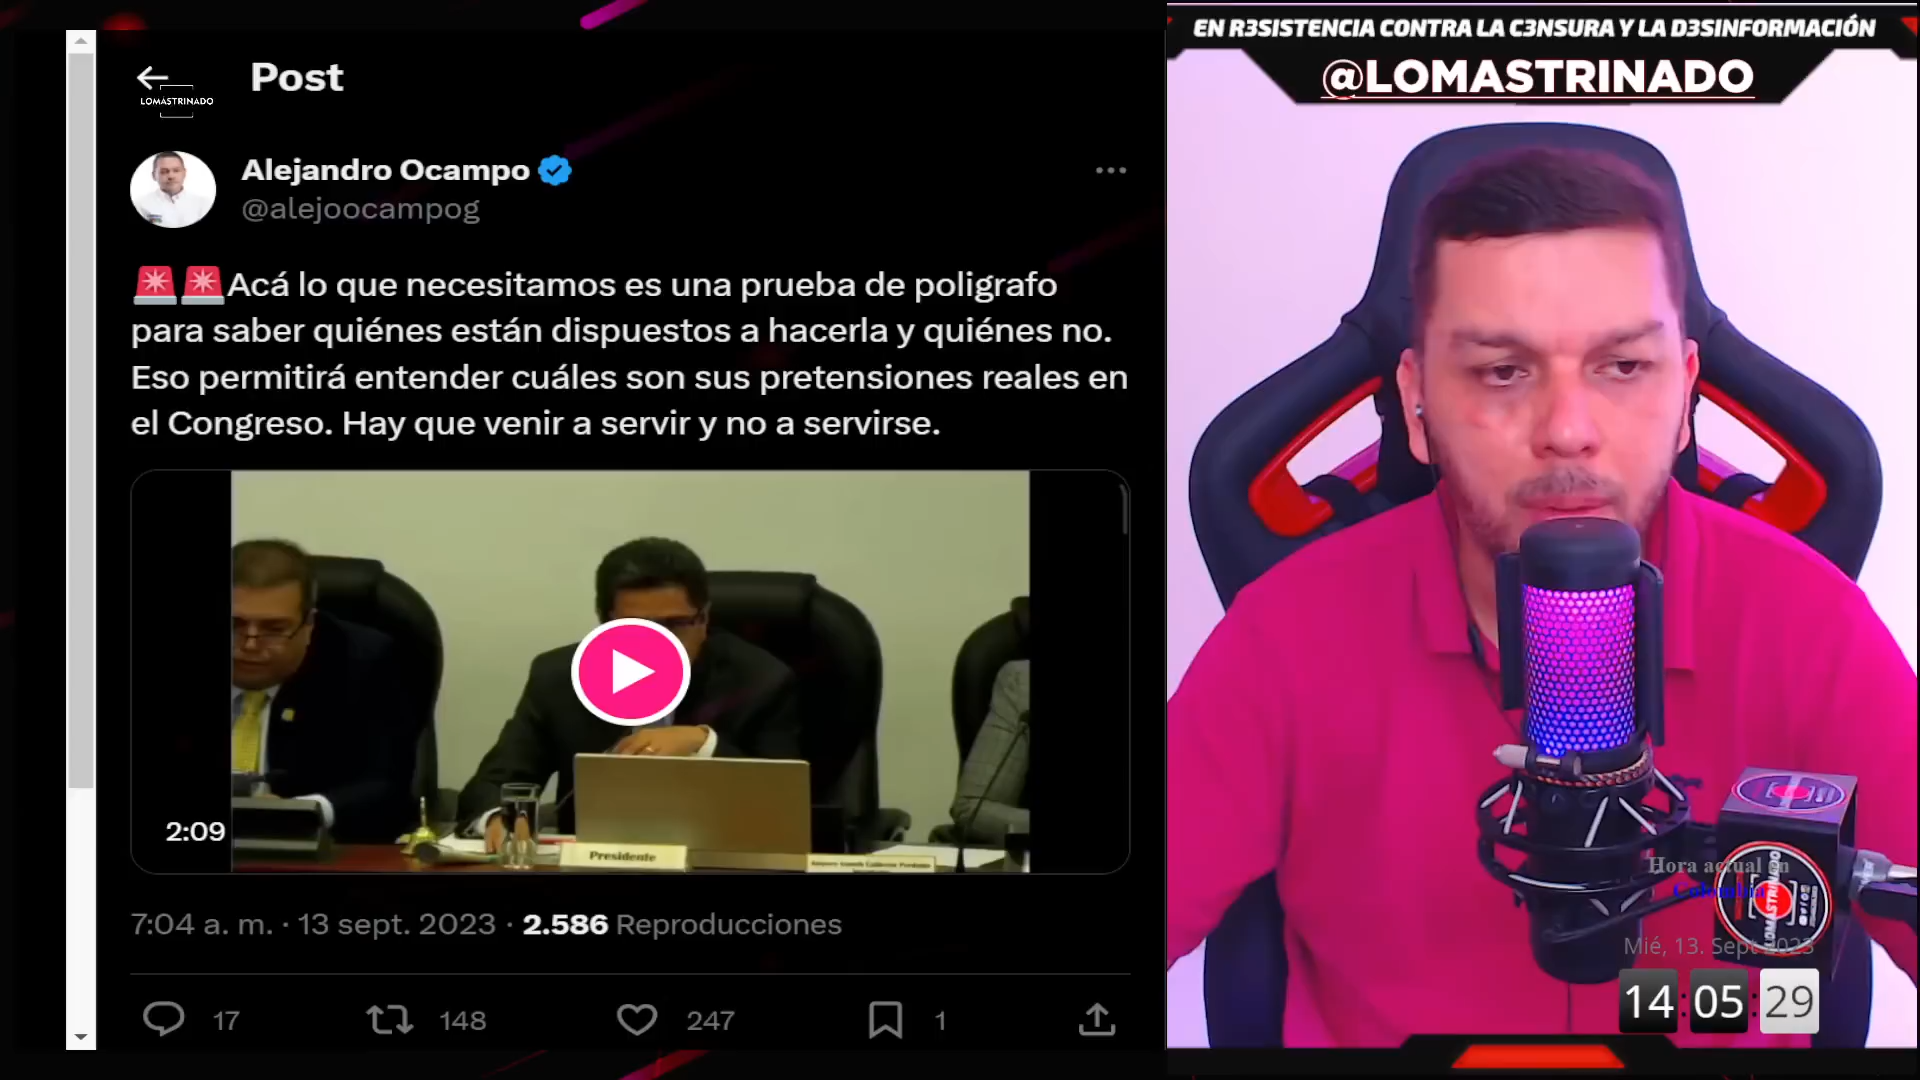 EN R3SISTENCIA CONTRA LA C3NSURA Y LA D3SINFORMACIÓN
@LOMASTRINADO
Post
LOMÁSTRINADO
Alejandro Ocampo
@alejoocampog
🚨🚨Acá lo que necesitamos es una prueba de poligrafo
para saber quiénes están dispuestos a hacerla y quiénes no.
Eso permitirá entender cuáles son sus pretensiones reales en
el Congreso. Hay que venir a servir y no a servirse.
2:09
Presidente
7:04 a. m. · 13 sept. 2023 · 2.586 Reproducciones
17
148
247
1
Hora actual en
Colombia
LOMASTRINADO
Mié, 13. Sept 2023
14:05:29